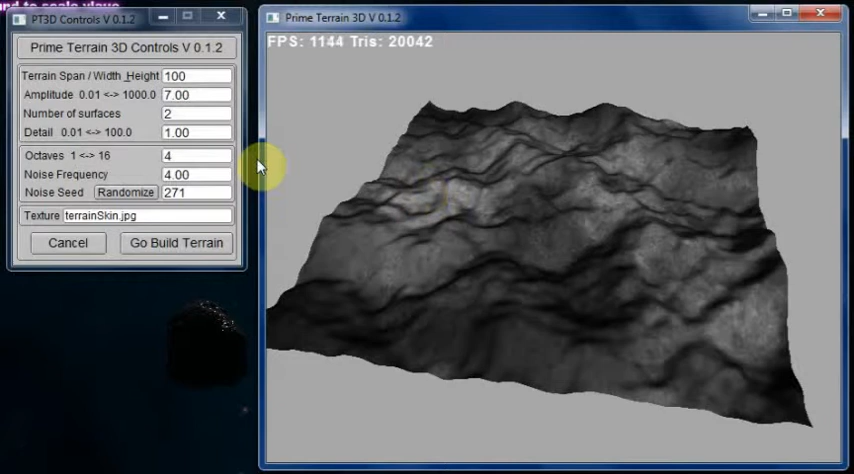 PT3D Controls V 0.1.2
Prime Terrain 3D Controls V 0.1.2
Terrain Span / Width_Height 100
Amplitude 0.01 <-> 1000.0 7.00
Number of surfaces 2
Detail 0.01 <-> 100.0 1.00
Octaves 1 <-> 16 4
Noise Frequency 4.00
Noise Seed Randomize 271
Texture terrainSkin.jpg
Cancel Go Build Terrain
Prime Terrain 3D V 0.1.2
FPS: 1144 Tris: 20042